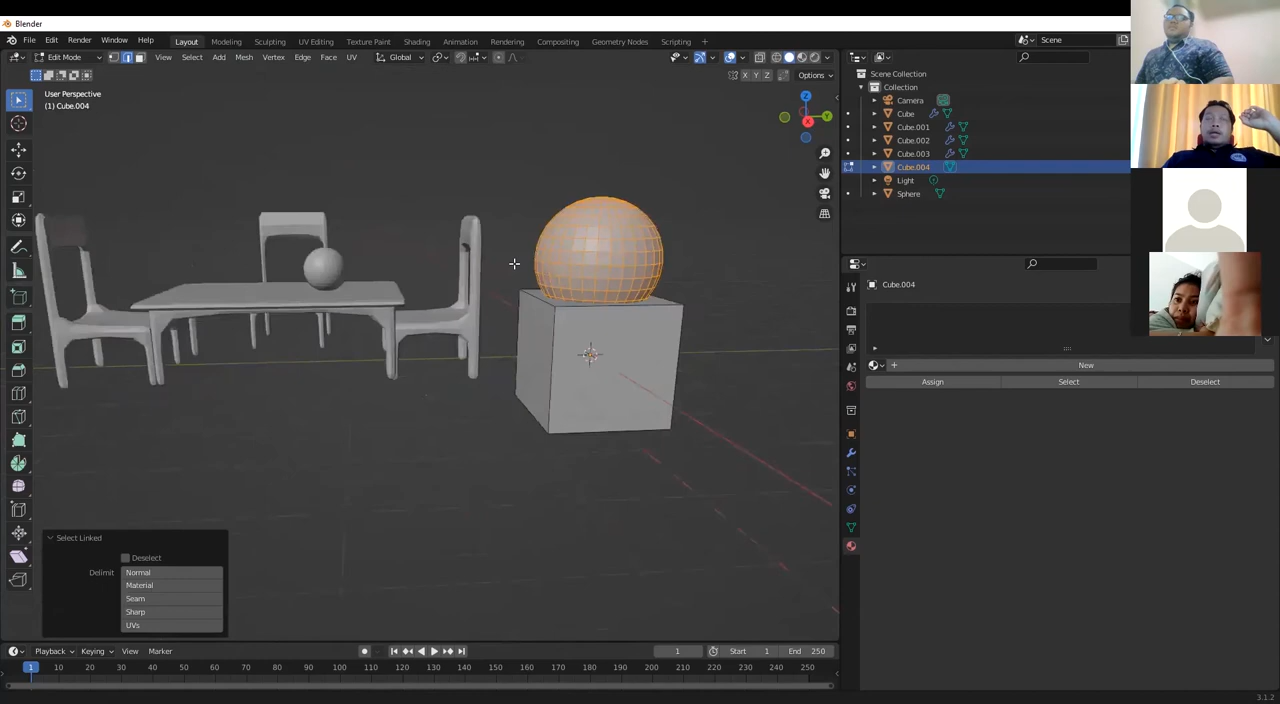 Blender
File Edit Render Window Help Layout Modeling Sculpting UV Editing Texture Paint Shading Animation Rendering Compositing Geometry Nodes Scripting + Scene
Edit Mode View Select Add Mesh Vertex Edge Face UV Global
X Y Z Options
User Perspective
(1) Cube.004
Z
Y
X
Scene Collection
Collection
Camera
Cube
Cube.001
Cube.002
Cube.003
Cube.004
Light
Sphere
Cube.004
New
Assign Select Deselect
Select Linked
Deselect
Delimit Normal
Material
Seam
Sharp
UVs
Playback Keying View Marker 1 Start 1 End 250
1 10 20 30 40 50 60 70 80 90 100 110 120 130 140 150 160 170 180 190 200 210 220 230 240 250
3.1.2